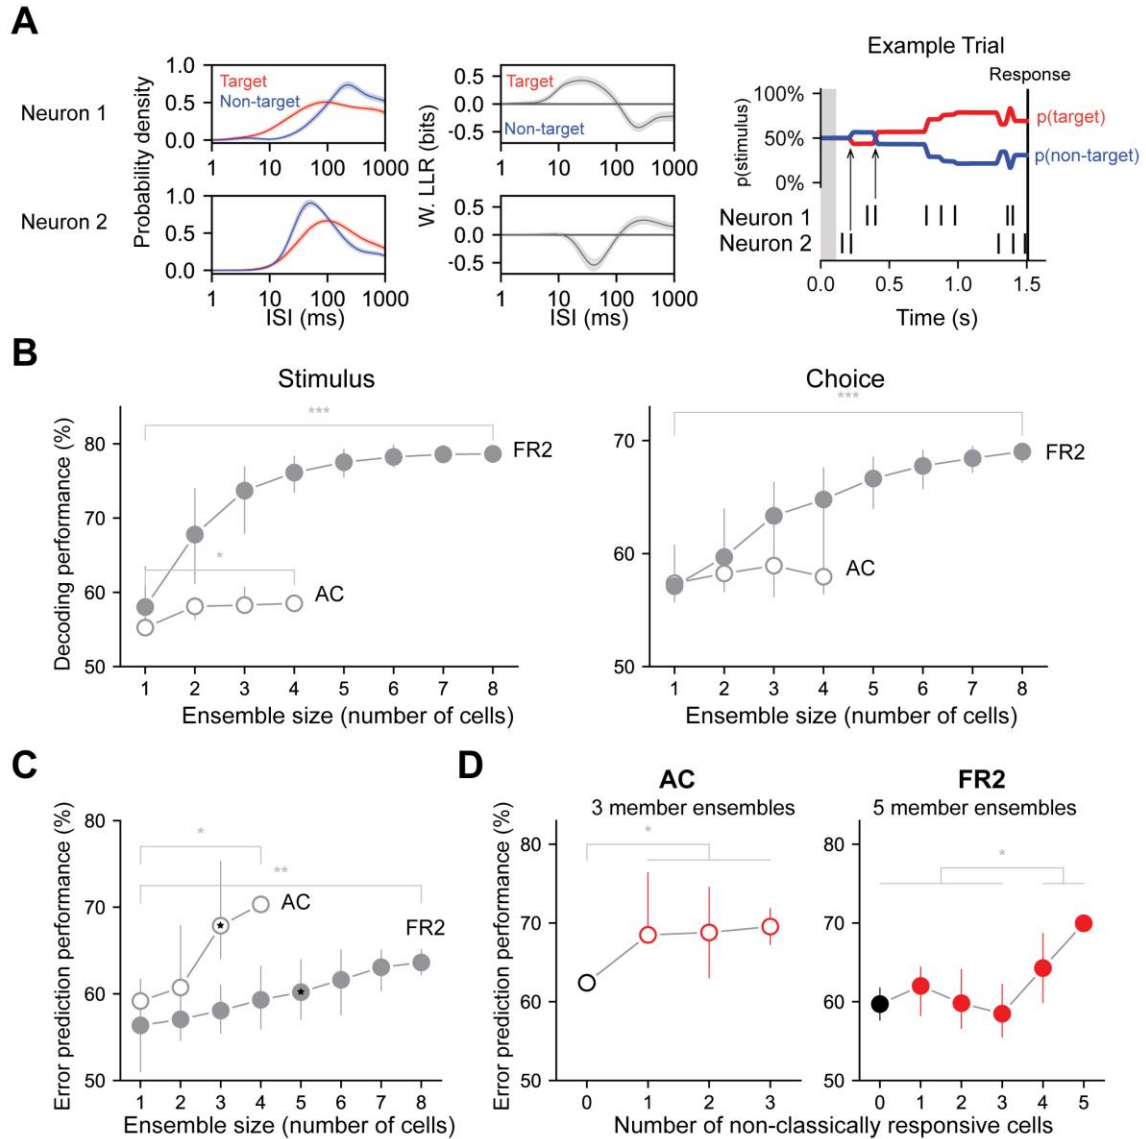 A
Neuron 1
Probability density
1.0
0.5
0.0
Target
Non-target
W. LLR (bits)
0.5
0.0
-0.5
Target
Non-target
1 10 100 1000
1 10 100 1000
Neuron 2
1.0
0.5
0.0
1 10 100 1000
ISI (ms)
0.5
0.0
-0.5
1 10 100 1000
ISI (ms)
Example Trial
Response
p(stimulus)
100%
50%
0%
p(target)
p(non-target)
Neuron 1
Neuron 2
0.0 0.5 1.0 1.5
Time (s)
B
Stimulus
Decoding performance (%)
80
70
60
50
***
*
FR2
AC
1 2 3 4 5 6 7 8
Ensemble size (number of cells)
Choice
***
70
60
50
FR2
AC
1 2 3 4 5 6 7 8
Ensemble size (number of cells)
C
Error prediction performance (%)
80
70
60
50
*
**
AC
FR2
1 2 3 4 5 6 7 8
Ensemble size (number of cells)
D
AC
3 member ensembles
Error prediction performance (%)
80
70
60
50
*
0 1 2 3
FR2
5 member ensembles
80
70
60
50
*
0 1 2 3 4 5
Number of non-classically responsive cells